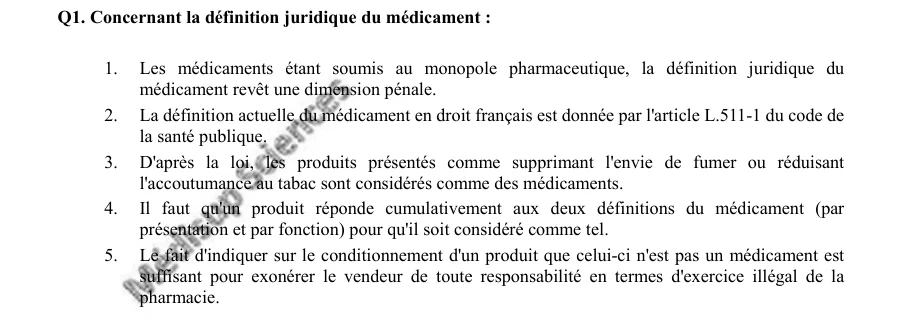 Q1. Concernant la définition juridique du médicament :
1. Les médicaments étant soumis au monopole pharmaceutique, la définition juridique du
médicament revêt une dimension pénale.
2. La définition actuelle du médicament en droit français est donnée par l'article L.511-1 du code de
la santé publique.
3. D'après la loi, les produits présentés comme supprimant l'envie de fumer ou réduisant
l'accoutumance au tabac sont considérés comme des médicaments.
4. Il faut qu'un produit réponde cumulativement aux deux définitions du médicament (par
présentation et par fonction) pour qu'il soit considéré comme tel.
5. Le fait d'indiquer sur le conditionnement d'un produit que celui-ci n'est pas un médicament est
suffisant pour exonérer le vendeur de toute responsabilité en termes d'exercice illégal de la
pharmacie.
Médisup Sciences